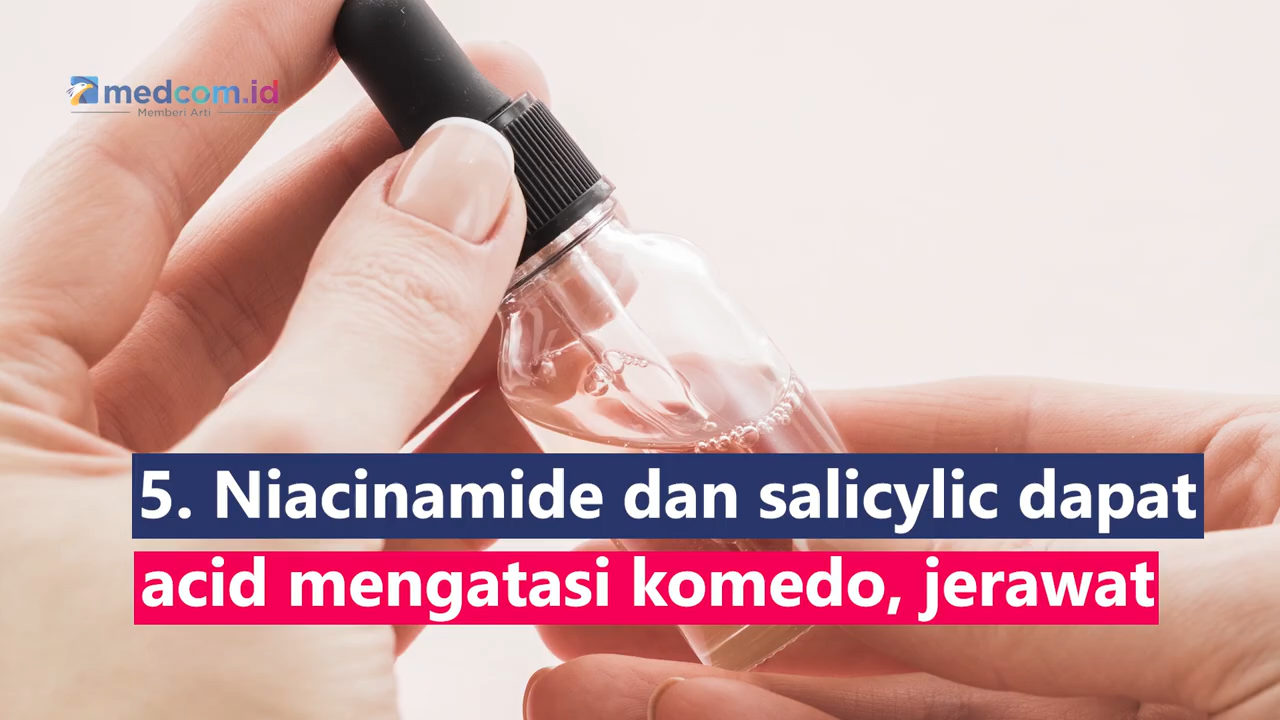 medcom.id
Memberi Arti
5. Niacinamide dan salicylic dapat
acid mengatasi komedo, jerawat